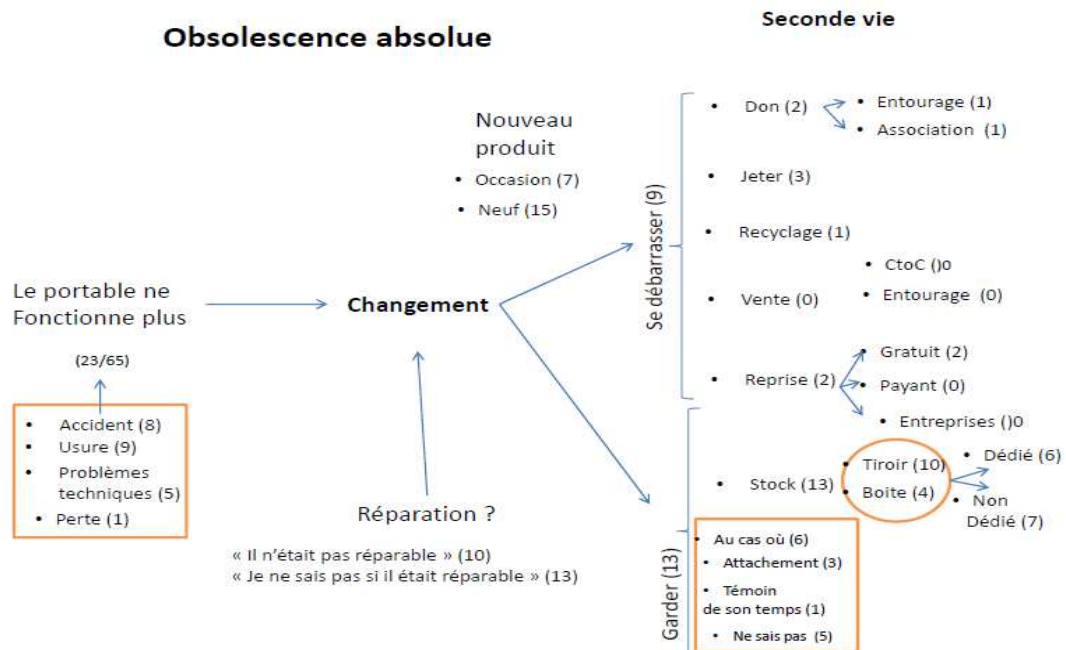 Obsolescence absolue
Seconde vie
Nouveau
produit
• Occasion (7)
• Neuf (15)
Le portable ne
Fonctionne plus
(23/65)
• Accident (8)
• Usure (9)
• Problèmes
techniques (5)
• Perte (1)
Changement
Réparation ?
« Il n'était pas réparable » (10)
« Je ne sais pas si il était réparable » (13)
Se débarrasser (9)
• Don (2)
• Entourage (1)
• Association (1)
• Jeter (3)
• Recyclage (1)
• Vente (0)
• CtoC ()0
• Entourage (0)
• Reprise (2)
• Gratuit (2)
• Payant (0)
• Entreprises ()0
Garder (13)
• Stock (13)
• Tiroir (10)
• Boite (4)
• Dédié (6)
• Non
Dédié (7)
• Au cas où (6)
• Attachement (3)
• Témoin
de son temps (1)
• Ne sais pas (5)